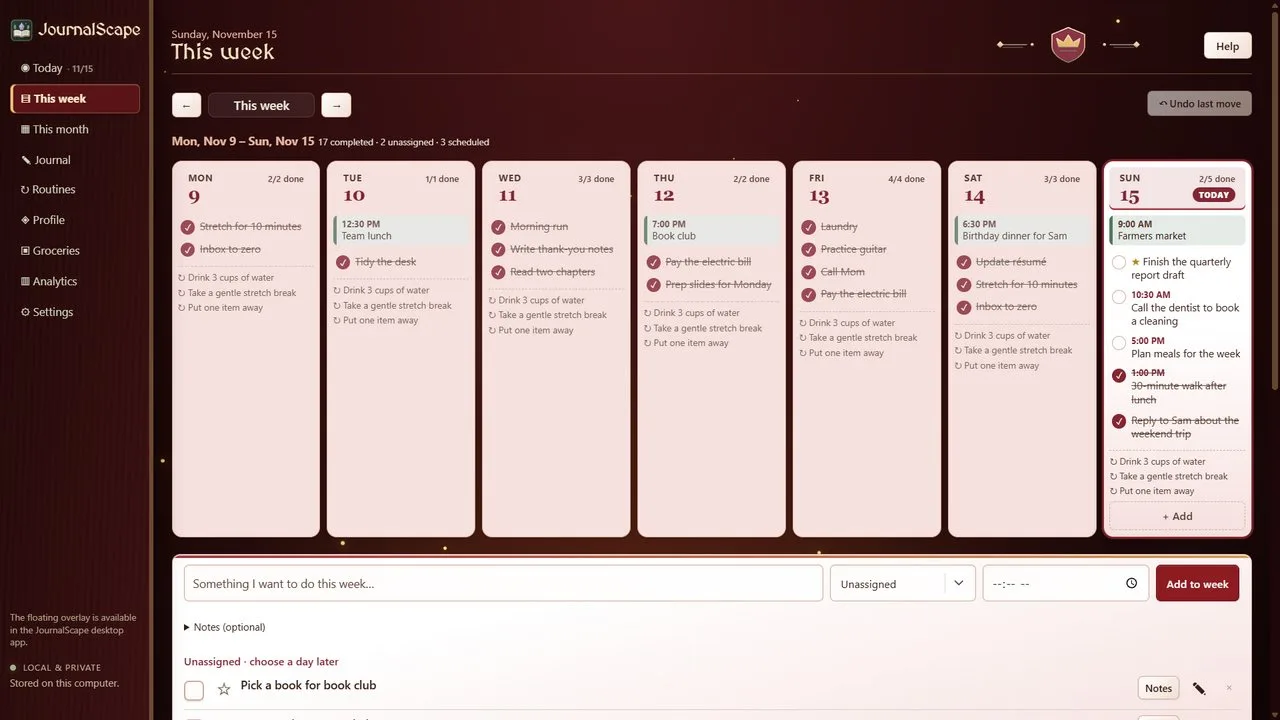 JournalScape
Today · 11/15
This week
This month
Journal
Routines
Profile
Groceries
Analytics
Settings
The floating overlay is available
in the JournalScape desktop
app.
LOCAL & PRIVATE
Stored on this computer.
Sunday, November 15
This week
Help
← This week →
↶ Undo last move
Mon, Nov 9 – Sun, Nov 15 17 completed · 2 unassigned · 3 scheduled
MON 2/2 done
9
Stretch for 10 minutes
Inbox to zero
↻ Drink 3 cups of water
↻ Take a gentle stretch break
↻ Put one item away
TUE 1/1 done
10
12:30 PM
Team lunch
Tidy the desk
↻ Drink 3 cups of water
↻ Take a gentle stretch break
↻ Put one item away
WED 3/3 done
11
Morning run
Write thank-you notes
Read two chapters
↻ Drink 3 cups of water
↻ Take a gentle stretch break
↻ Put one item away
THU 2/2 done
12
7:00 PM
Book club
Pay the electric bill
Prep slides for Monday
↻ Drink 3 cups of water
↻ Take a gentle stretch break
↻ Put one item away
FRI 4/4 done
13
Laundry
Practice guitar
Call Mom
Pay the electric bill
↻ Drink 3 cups of water
↻ Take a gentle stretch break
↻ Put one item away
SAT 3/3 done
14
6:30 PM
Birthday dinner for Sam
Update résumé
Stretch for 10 minutes
Inbox to zero
↻ Drink 3 cups of water
↻ Take a gentle stretch break
↻ Put one item away
SUN 2/5 done
15 TODAY
9:00 AM
Farmers market
★ Finish the quarterly
report draft
10:30 AM
Call the dentist to book
a cleaning
5:00 PM
Plan meals for the week
1:00 PM
30-minute walk after
lunch
Reply to Sam about the
weekend trip
↻ Drink 3 cups of water
↻ Take a gentle stretch break
↻ Put one item away
+ Add
Something I want to do this week...
Unassigned
--:-- --
Add to week
Notes (optional)
Unassigned · choose a day later
Pick a book for book club
Notes
×